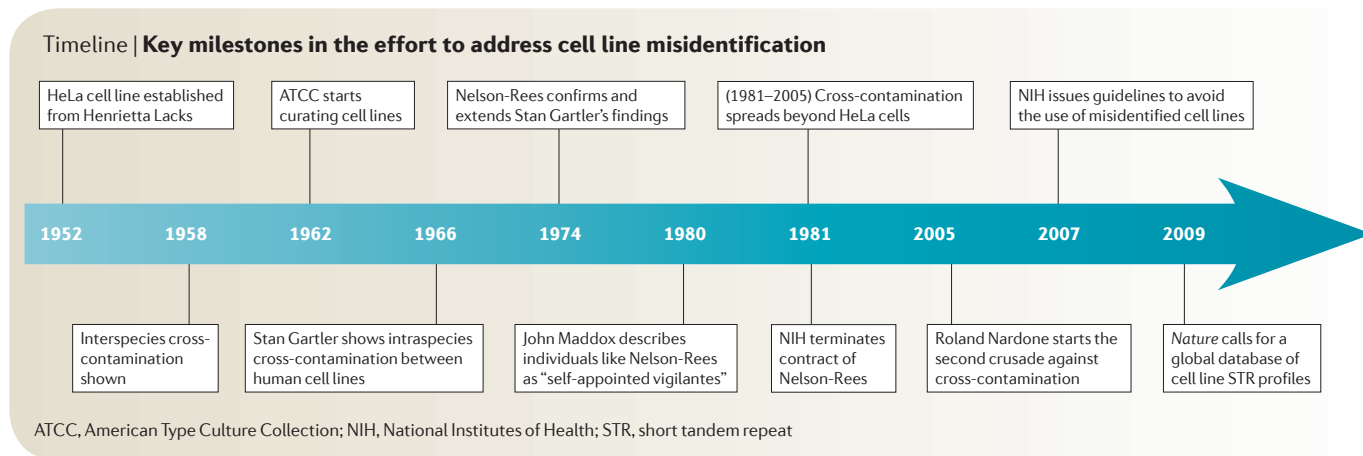 Timeline | Key milestones in the effort to address cell line misidentification
HeLa cell line established
from Henrietta Lacks
ATCC starts
curating cell lines
Nelson-Rees confirms and
extends Stan Gartler's findings
(1981–2005) Cross-contamination
spreads beyond HeLa cells
NIH issues guidelines to avoid
the use of misidentified cell lines
1952 1958 1962 1966 1974 1980 1981 2005 2007 2009
Interspecies cross-
contamination
shown
Stan Gartler shows intraspecies
cross-contamination between
human cell lines
John Maddox describes
individuals like Nelson-Rees
as “self-appointed vigilantes”
NIH terminates
contract of
Nelson-Rees
Roland Nardone starts the
second crusade against
cross-contamination
Nature calls for a
global database of
cell line STR profiles
ATCC, American Type Culture Collection; NIH, National Institutes of Health; STR, short tandem repeat